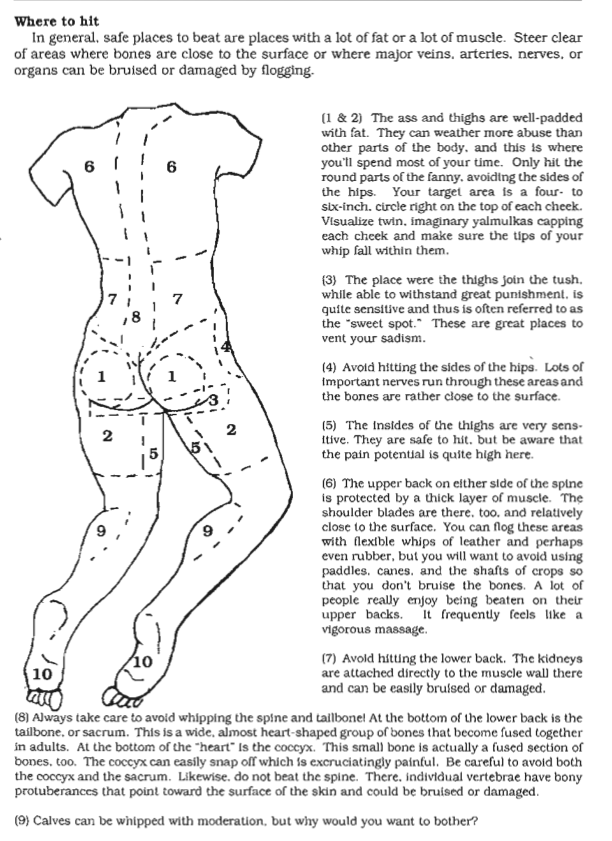 Where to hit
In general, safe places to beat are places with a lot of fat or a lot of muscle. Steer clear
of areas where bones are close to the surface or where major veins, arteries, nerves, or
organs can be bruised or damaged by flogging.
6 6
7 7
8
4
1 1
3
2 2
5 5
9 9
10
10
(1 & 2) The ass and thighs are well-padded
with fat. They can weather more abuse than
other parts of the body, and this is where
you'll spend most of your time. Only hit the
round parts of the fanny, avoiding the sides of
the hips. Your target area is a four- to
six-inch, circle right on the top of each cheek.
Visualize twin, imaginary yalmulkas capping
each cheek and make sure the tips of your
whip fall within them.
(3) The place were the thighs join the tush,
while able to withstand great punishment, is
quite sensitive and thus is often referred to as
the "sweet spot." These are great places to
vent your sadism.
(4) Avoid hitting the sides of the hips. Lots of
important nerves run through these areas and
the bones are rather close to the surface.
(5) The insides of the thighs are very sens-
itive. They are safe to hit, but be aware that
the pain potential is quite high here.
(6) The upper back on either side of the spine
is protected by a thick layer of muscle. The
shoulder blades are there, too, and relatively
close to the surface. You can flog these areas
with flexible whips of leather and perhaps
even rubber, but you will want to avoid using
paddles, canes, and the shafts of crops so
that you don't bruise the bones. A lot of
people really enjoy being beaten on their
upper backs. It frequently feels like a
vigorous massage.
(7) Avoid hitting the lower back. The kidneys
are attached directly to the muscle wall there
and can be easily bruised or damaged.
(8) Always take care to avoid whipping the spine and tailbone! At the bottom of the lower back is the
tailbone, or sacrum. This is a wide, almost heart-shaped group of bones that become fused together
in adults. At the bottom of the "heart" is the coccyx. This small bone is actually a fused section of
bones, too. The coccyx can easily snap off which is excruciatingly painful. Be careful to avoid both
the coccyx and the sacrum. Likewise, do not beat the spine. There, individual vertebrae have bony
protuberances that point toward the surface of the skin and could be bruised or damaged.
(9) Calves can be whipped with moderation, but why would you want to bother?